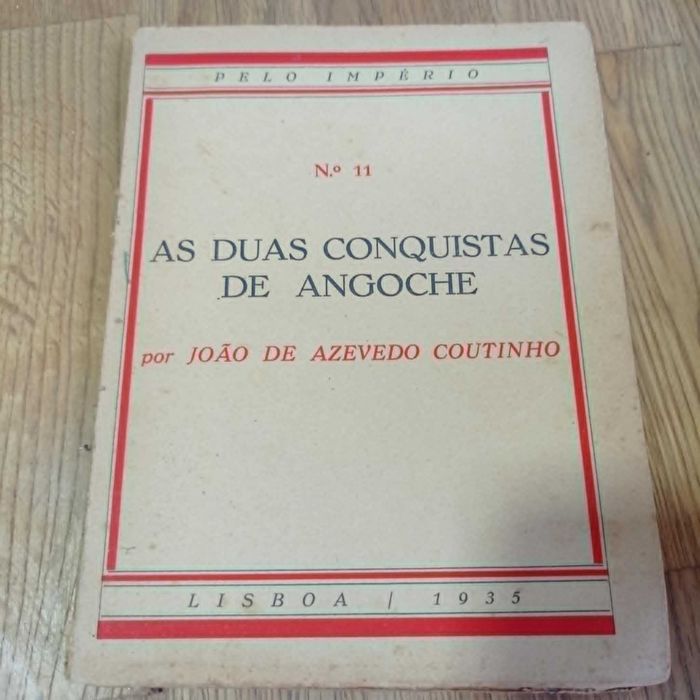 PELO IMPÉRIO
N.º 11
AS DUAS CONQUISTAS
DE ANGOCHE
por JOÃO DE AZEVEDO COUTINHO
LISBOA / 1935